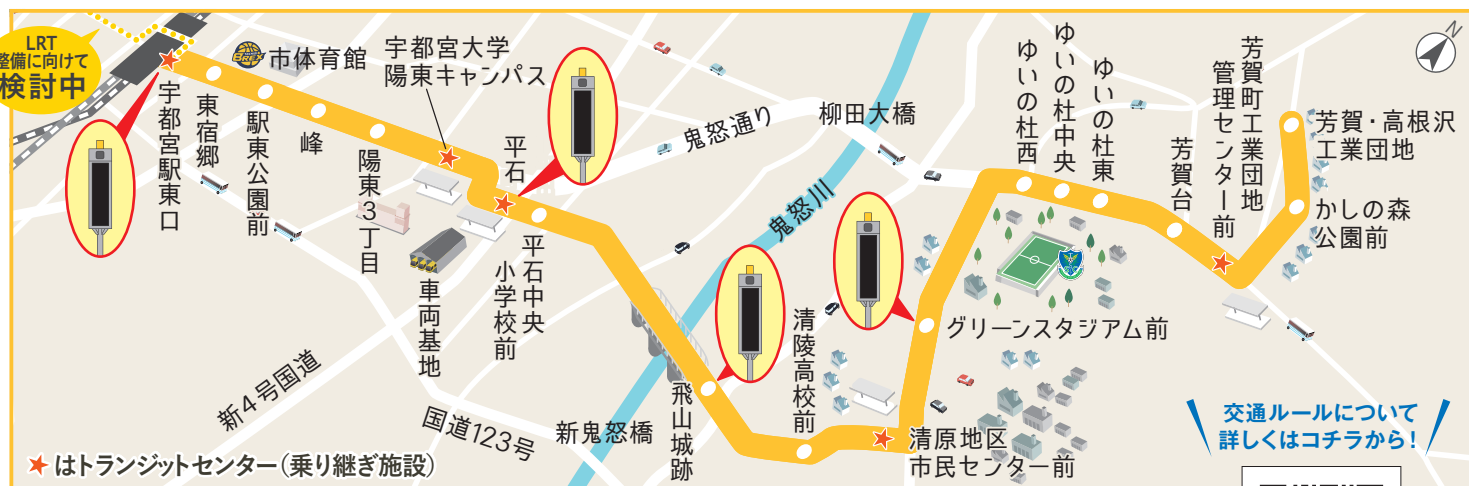 LRT
整備に向けて
検討中
宇都宮駅東口
東宿郷
市体育館
駅東公園前
峰
陽東3丁目
宇都宮大学
陽東キャンパス
平石
平石中央
小学校前
車両基地
鬼怒通り
柳田大橋
鬼怒川
新4号国道
国道123号
新鬼怒橋
飛山城跡
清陵高校前
清原地区
市民センター前
グリーンスタジアム前
ゆいの杜西
ゆいの杜中央
ゆいの杜東
芳賀台
芳賀町工業団地
管理センター前
かしの森
公園前
芳賀・高根沢
工業団地
N
★はトランジットセンター(乗り継ぎ施設)
交通ルールについて
詳しくはコチラから!